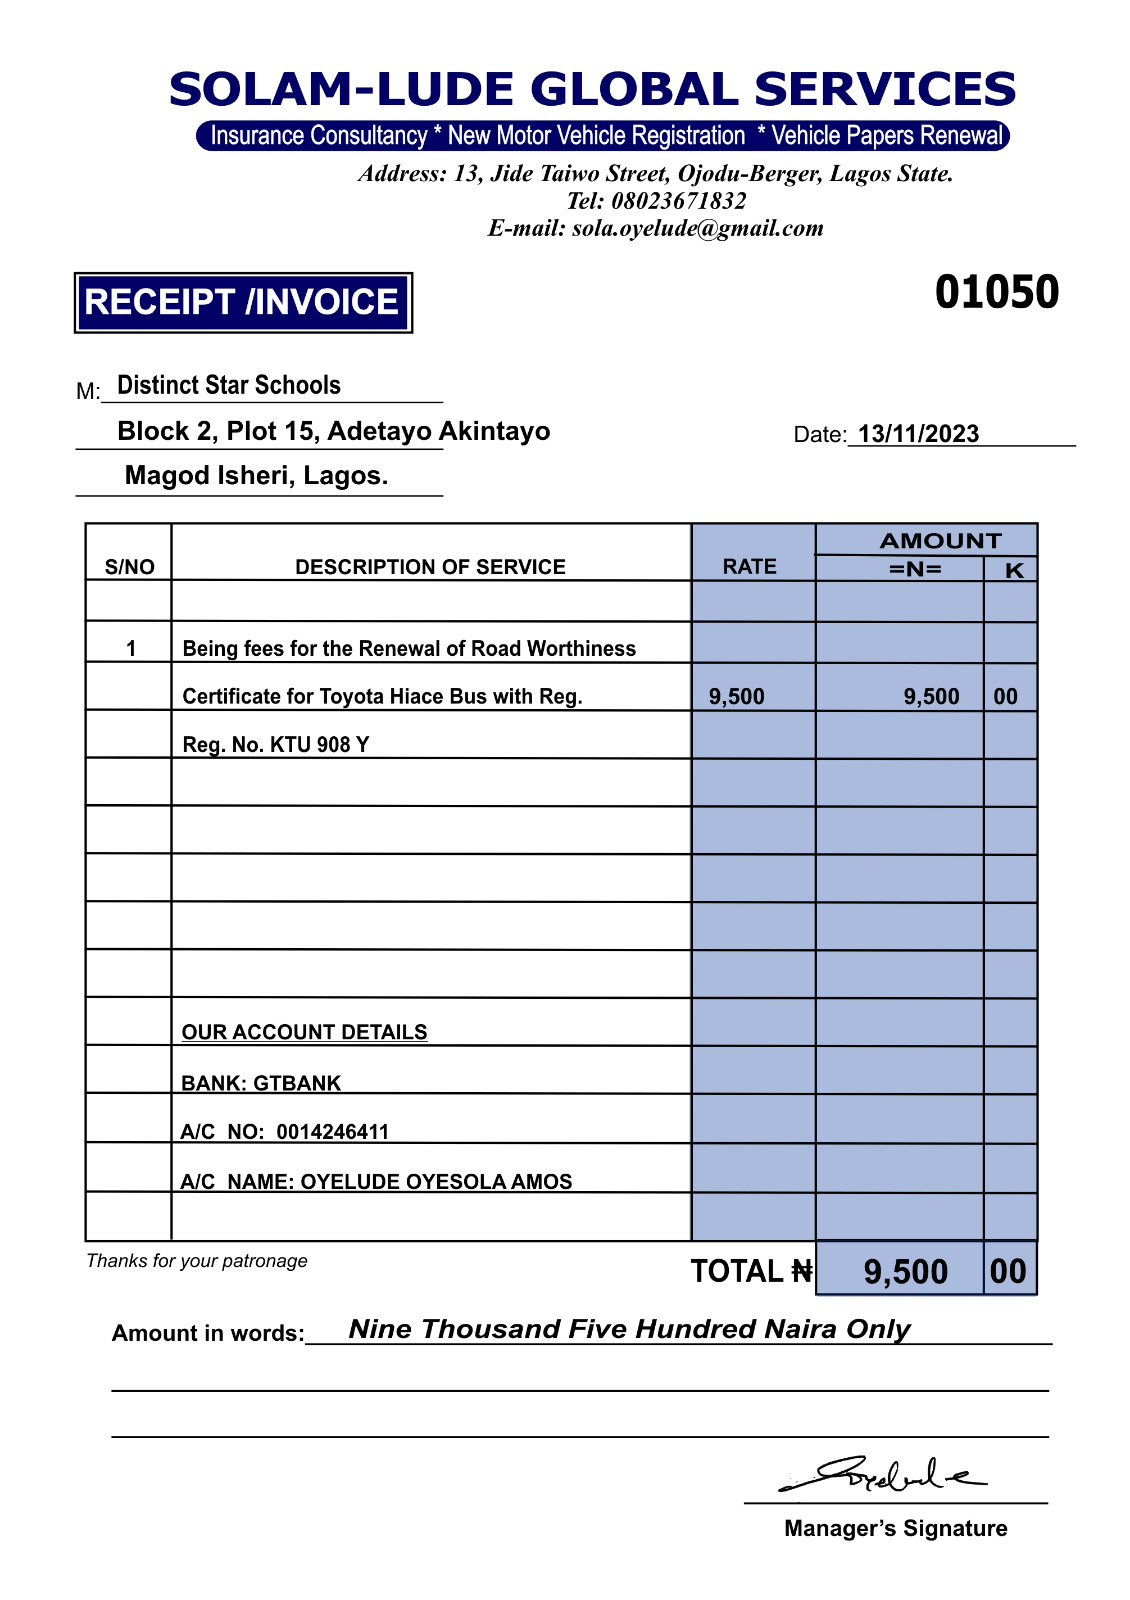 SOLAM-LUDE GLOBAL SERVICES
Insurance Consultancy * New Motor Vehicle Registration * Vehicle Papers Renewal
Address: 13, Jide Taiwo Street, Ojodu-Berger, Lagos State.
Tel: 08023671832
E-mail: sola.oyelude@gmail.com
RECEIPT /INVOICE
01050
M: Distinct Star Schools
Block 2, Plot 15, Adetayo Akintayo
Date: 13/11/2023
Magod Isheri, Lagos.
S/NO DESCRIPTION OF SERVICE RATE AMOUNT
=N= K
1 Being fees for the Renewal of Road Worthiness
Certificate for Toyota Hiace Bus with Reg. 9,500 9,500 00
Reg. No. KTU 908 Y
OUR ACCOUNT DETAILS
BANK: GTBANK
A/C NO: 0014246411
A/C NAME: OYELUDE OYESOLA AMOS
Thanks for your patronage
TOTAL ₦ 9,500 00
Amount in words: Nine Thousand Five Hundred Naira Only
Oyelude
Manager’s Signature